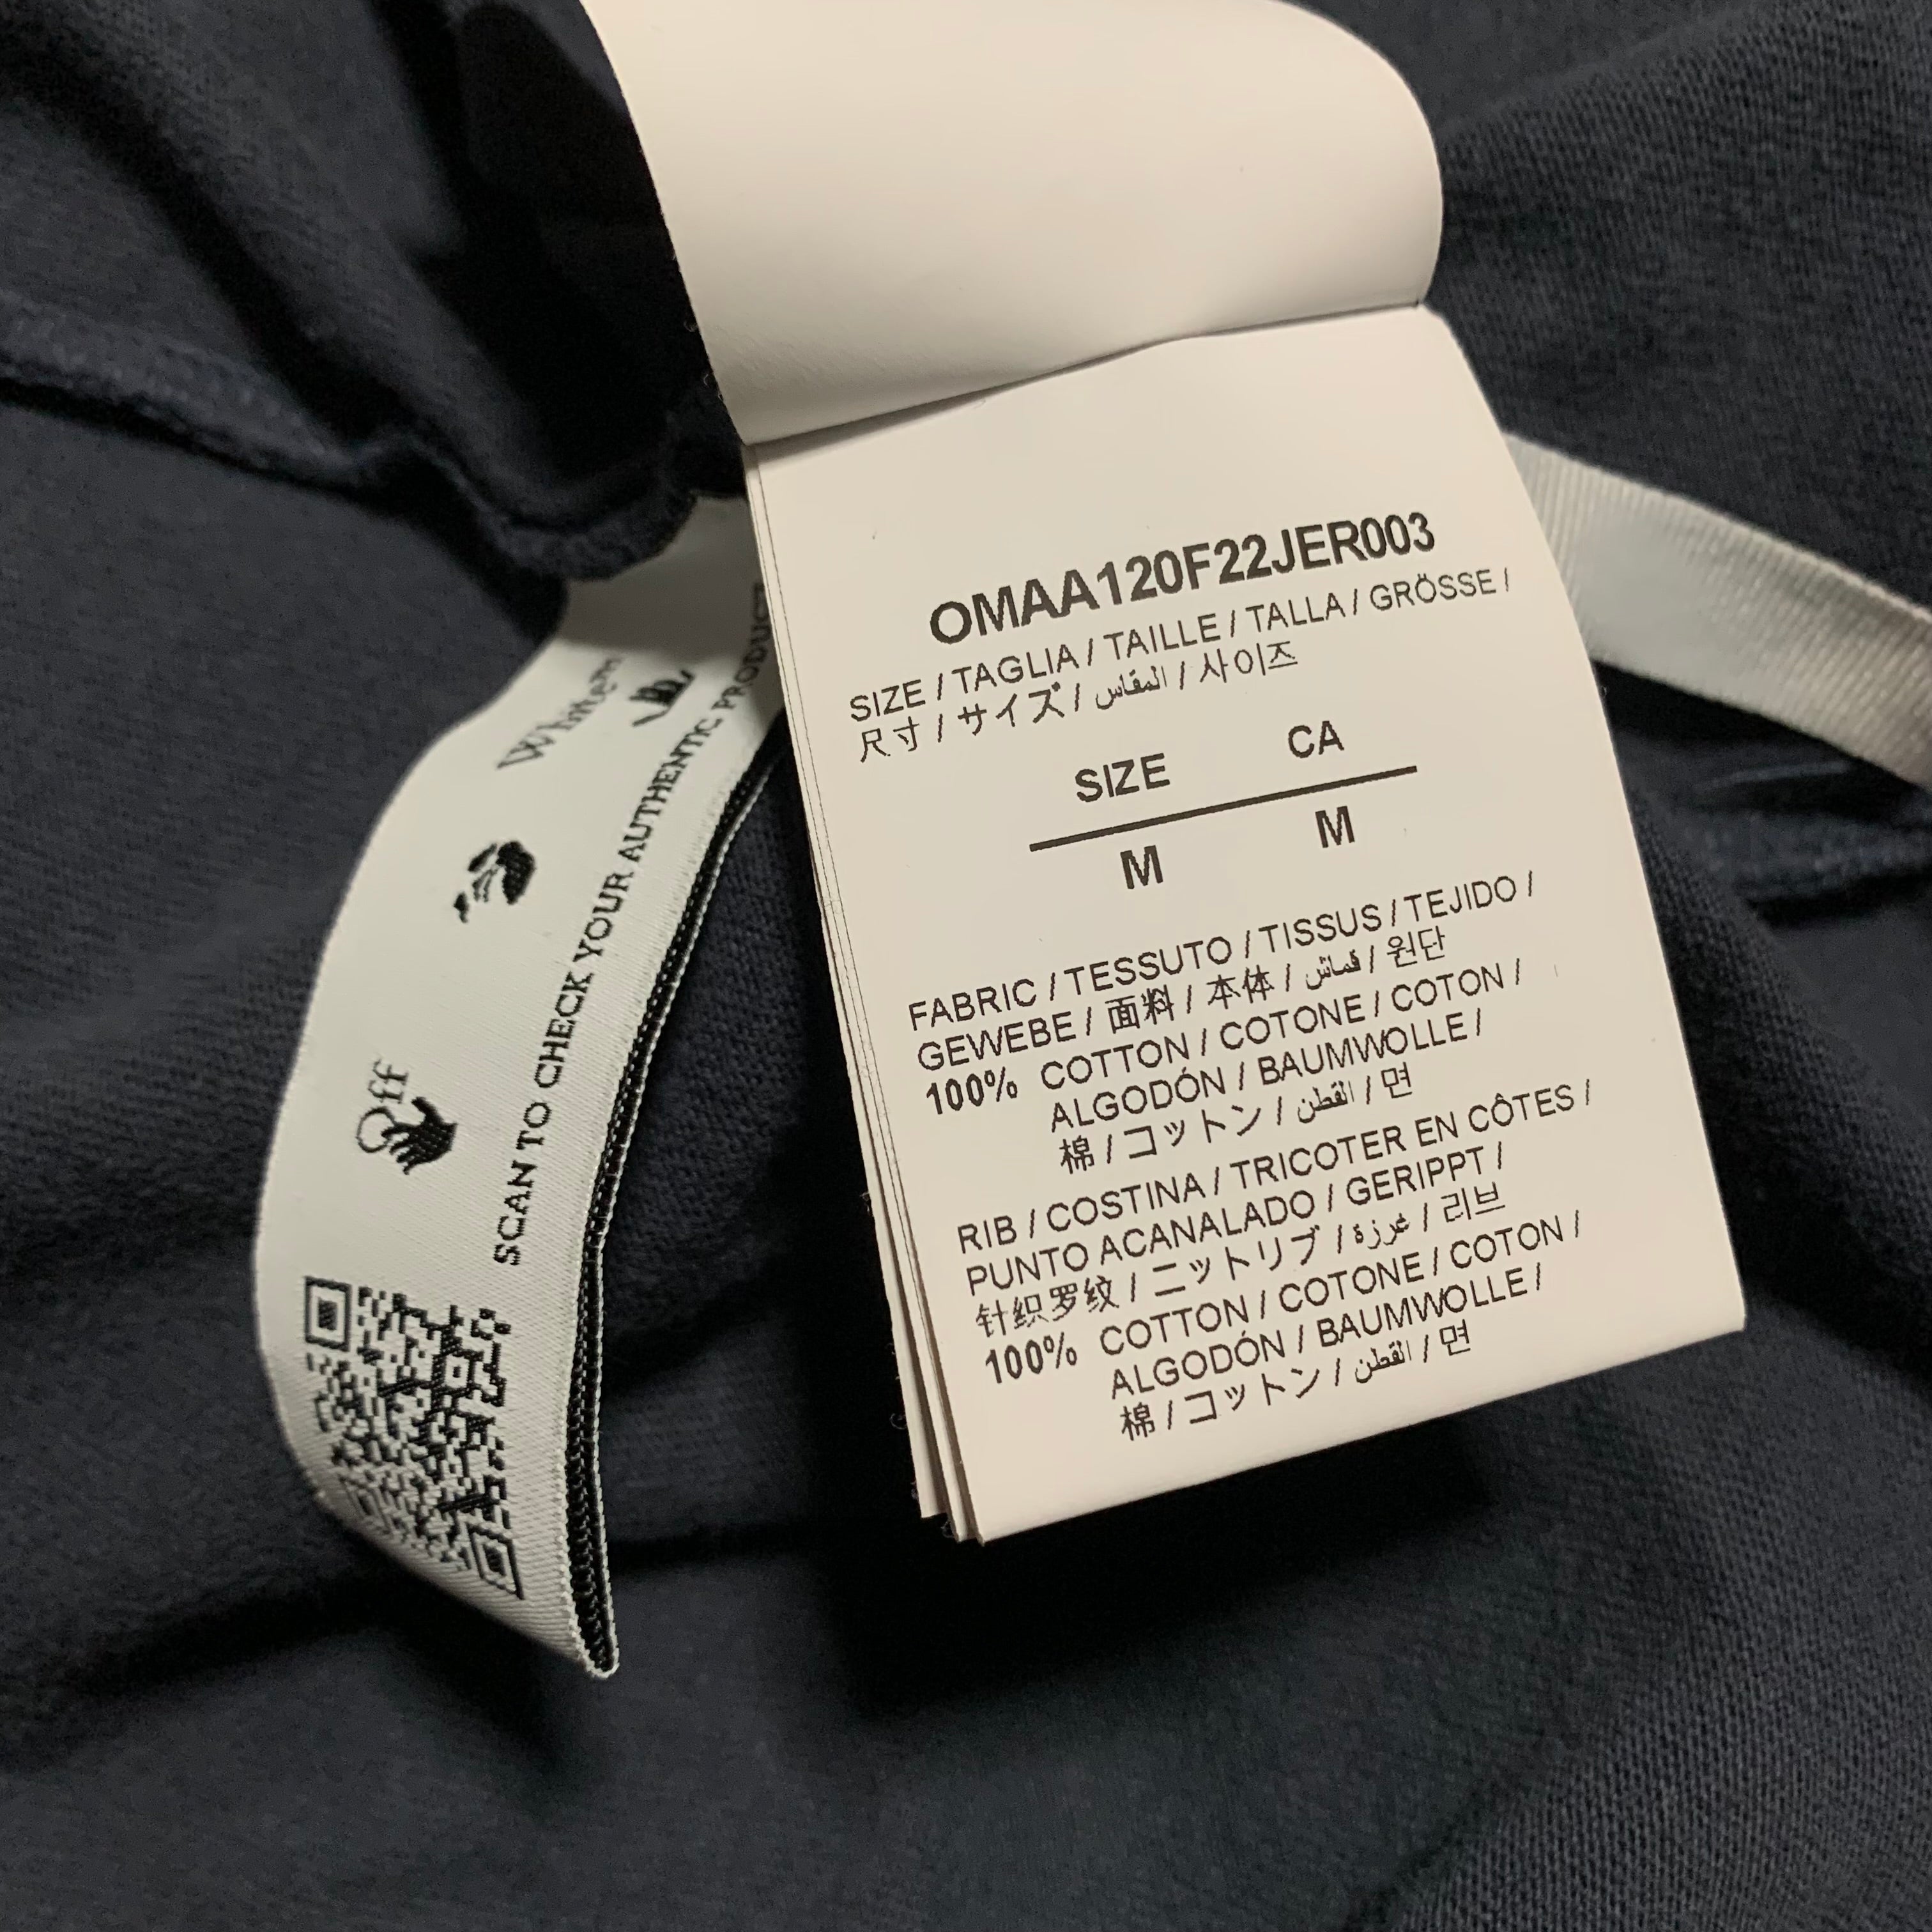 OMAA120F22JER003
SIZE / TAGLIA / TAILLE / TALLA / GRÖSSE /
尺寸 / サイズ / المقاس / 사이즈
SIZE CA
M M
FABRIC / TESSUTO / TISSUS / TEJIDO /
GEWEBE / 面料 / 本体 / قماش / 원단
100% COTTON / COTONE / COTON /
ALGODÓN / BAUMWOLLE /
棉 / コットン / القطن / 면
RIB / COSTINA / TRICOTER EN CÔTES /
PUNTO ACANALADO / GERIPPT /
针织罗纹 / ニットリブ / غرزة / 리브
100% COTTON / COTONE / COTON /
ALGODÓN / BAUMWOLLE /
棉 / コットン / القطن / 면
Off
White™
SCAN TO CHECK YOUR AUTHENTIC PRODUCT